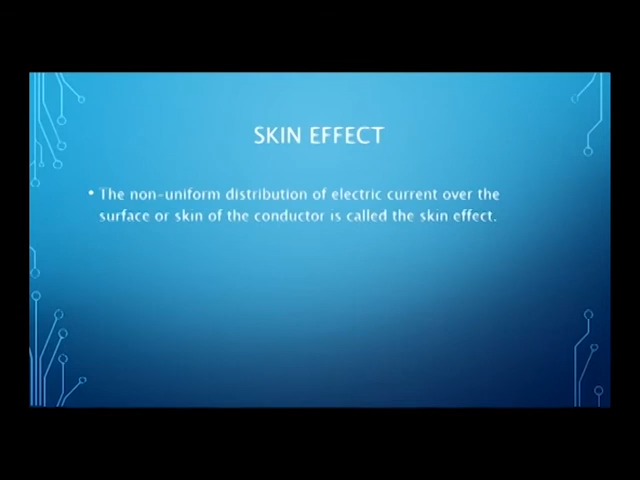 SKIN EFFECT
• The non-uniform distribution of electric current over the
surface or skin of the conductor is called the skin effect.